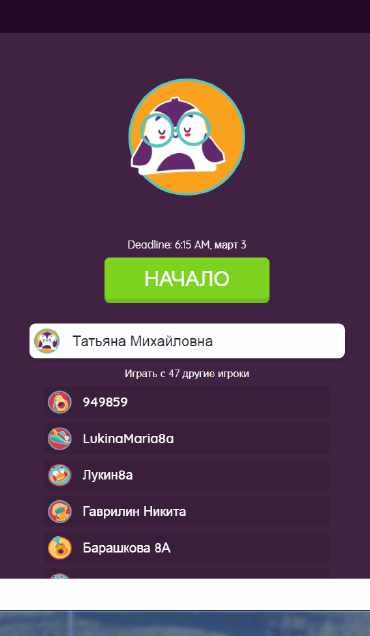 Deadline: 6:15 AM, март 3
НАЧАЛО
Татьяна Михайловна
Играть с 47 другие игроки
949859
LukinaMaria8a
Лукин8а
Гаврилин Никита
Барашкова 8А